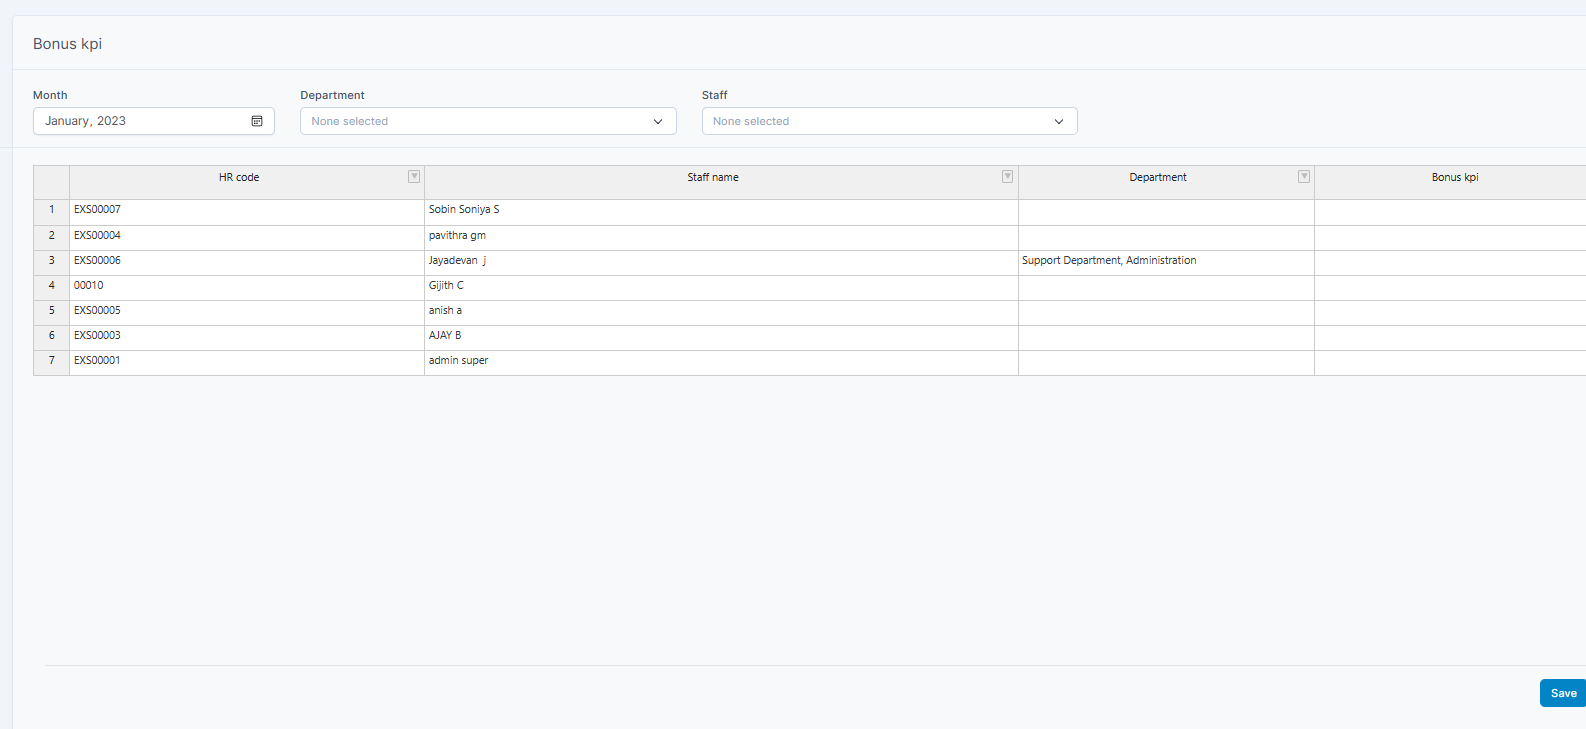 Bonus kpi
Month Department Staff
January, 2023 None selected None selected
HR code Staff name Department Bonus kpi
1 EXS00007 Sobin Soniya S
2 EXS00004 pavithra gm
3 EXS00006 Jayadevan  j Support Department, Administration
4 00010 Gijith C
5 EXS00005 anish a
6 EXS00003 AJAY B
7 EXS00001 admin super
Save